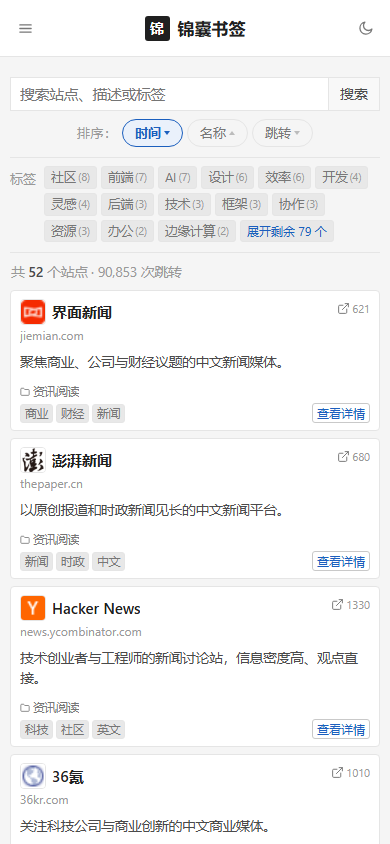 锦 锦囊书签
搜索站点、描述或标签 搜索
排序： 时间 名称 跳转
标签 社区(8) 前端(7) AI(7) 设计(6) 效率(6) 开发(4)
灵感(4) 后端(3) 技术(3) 框架(3) 协作(3)
资源(3) 办公(2) 边缘计算(2) 展开剩余 79 个
共 52 个站点 · 90,853 次跳转
界面新闻 621
jiemian.com
聚焦商业、公司与财经议题的中文新闻媒体。
资讯阅读
商业 财经 新闻 查看详情
澎 澎湃新闻 680
thepaper.cn
以原创报道和时政新闻见长的中文新闻平台。
资讯阅读
新闻 时政 中文 查看详情
Y Hacker News 1330
news.ycombinator.com
技术创业者与工程师的新闻讨论站，信息密度高、观点直
接。
资讯阅读
科技 社区 英文 查看详情
36氪 1010
36kr.com
关注科技公司与商业创新的中文商业媒体。